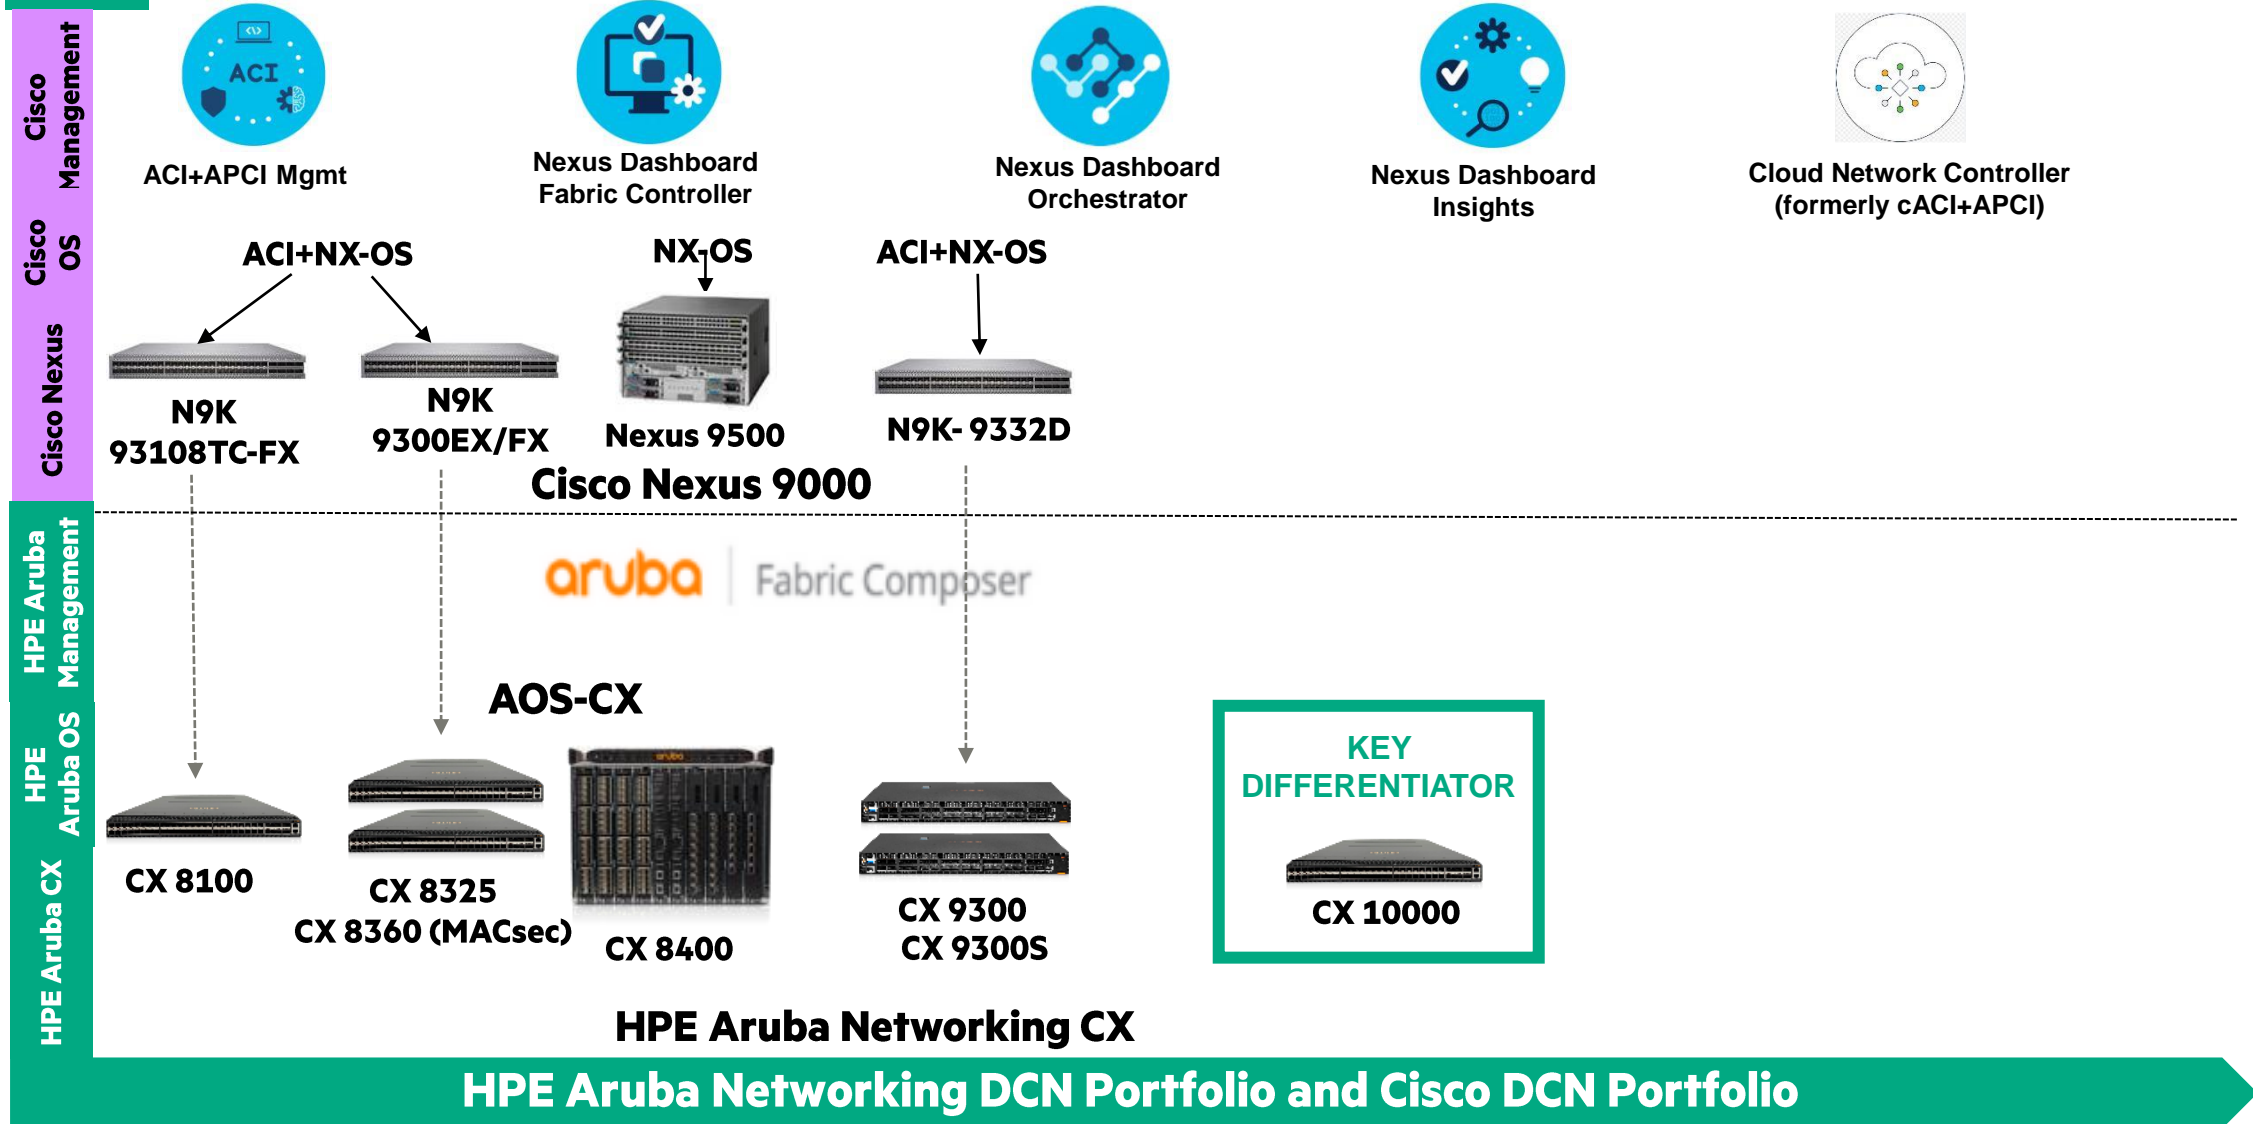 Cisco
Management
ACI
ACI+APCI Mgmt
Nexus Dashboard
Fabric Controller
Nexus Dashboard
Orchestrator
Nexus Dashboard
Insights
Cloud Network Controller
(formerly cACI+APCI)
Cisco
OS
ACI+NX-OS
NX-OS
ACI+NX-OS
Cisco Nexus
N9K
93108TC-FX
N9K
9300EX/FX
Nexus 9500
N9K- 9332D
Cisco Nexus 9000
HPE Aruba
Management
aruba
Fabric Composer
HPE
Aruba OS
AOS-CX
KEY
DIFFERENTIATOR
aruba
HPE Aruba CX
CX 8100
CX 8325
CX 8360 (MACsec)
CX 8400
CX 9300
CX 9300S
CX 10000
HPE Aruba Networking CX
HPE Aruba Networking DCN Portfolio and Cisco DCN Portfolio